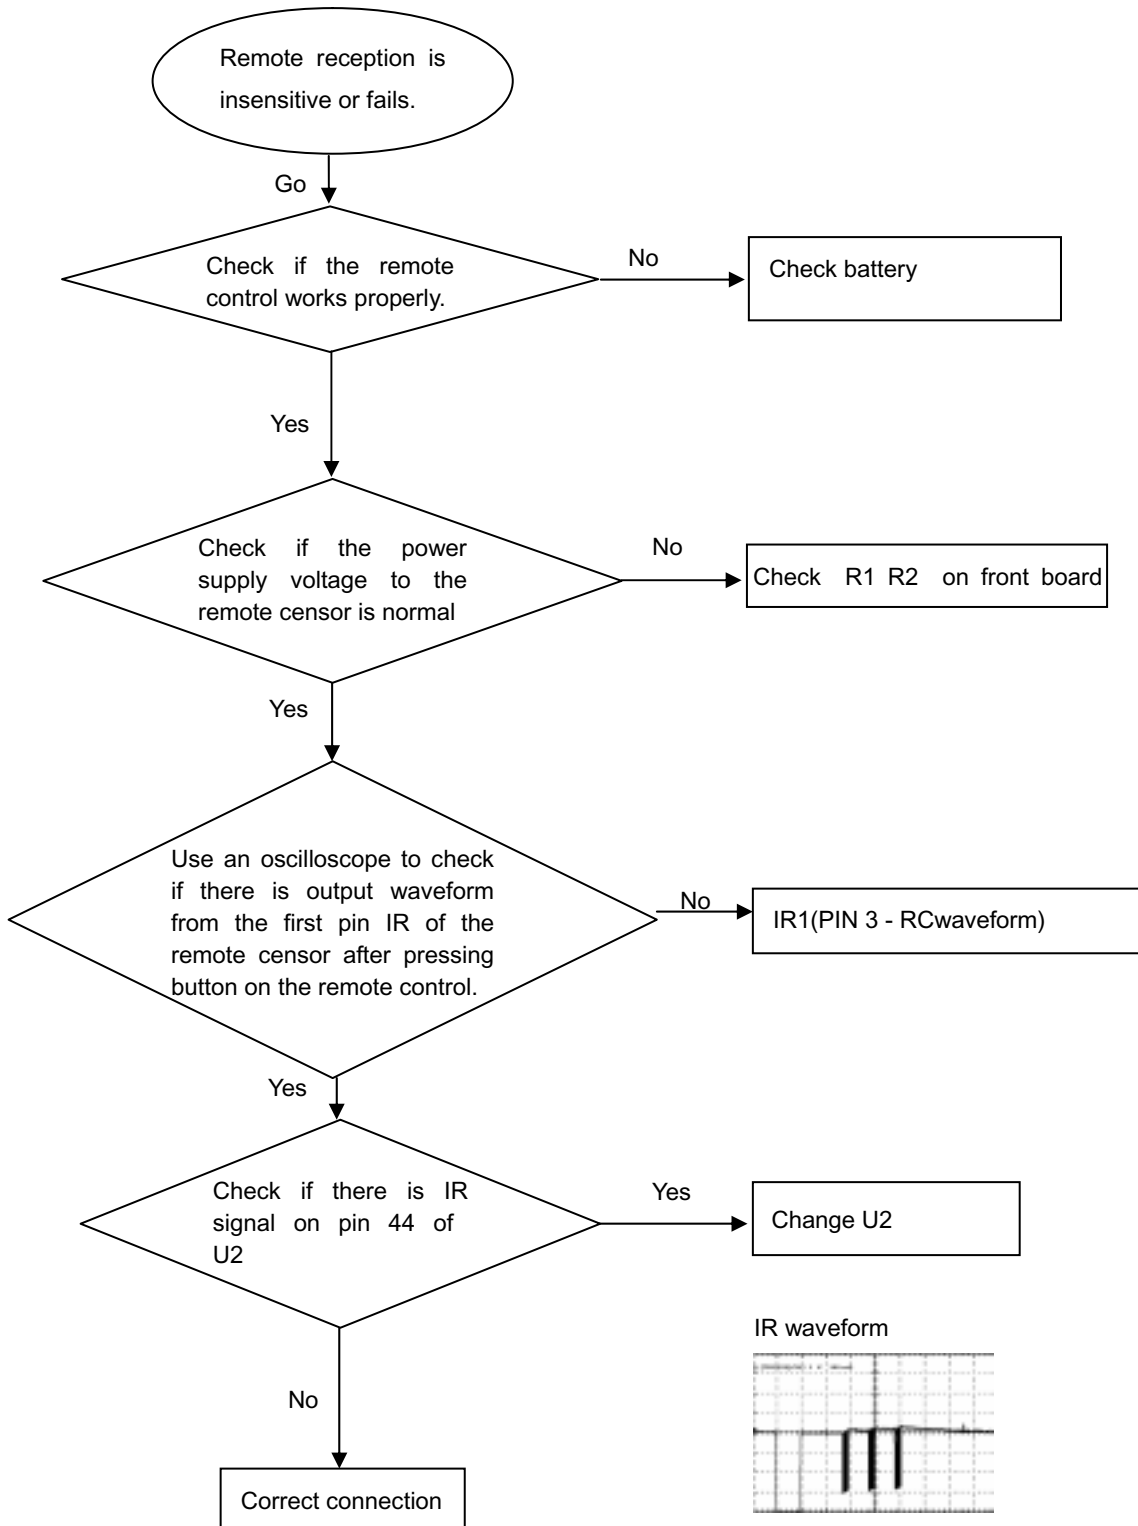 Remote reception is
insensitive or fails.
Go
Check if the remote
control works properly.
No
Check battery
Yes
Check if the power
supply voltage to the
remote censor is normal
No
Check R1 R2 on front board
Yes
Use an oscilloscope to check
if there is output waveform
from the first pin IR of the
remote censor after pressing
button on the remote control.
No
IR1(PIN 3 - RCwaveform)
Yes
Check if there is IR
signal on pin 44 of
U2
Yes
Change U2
IR waveform
No
Correct connection